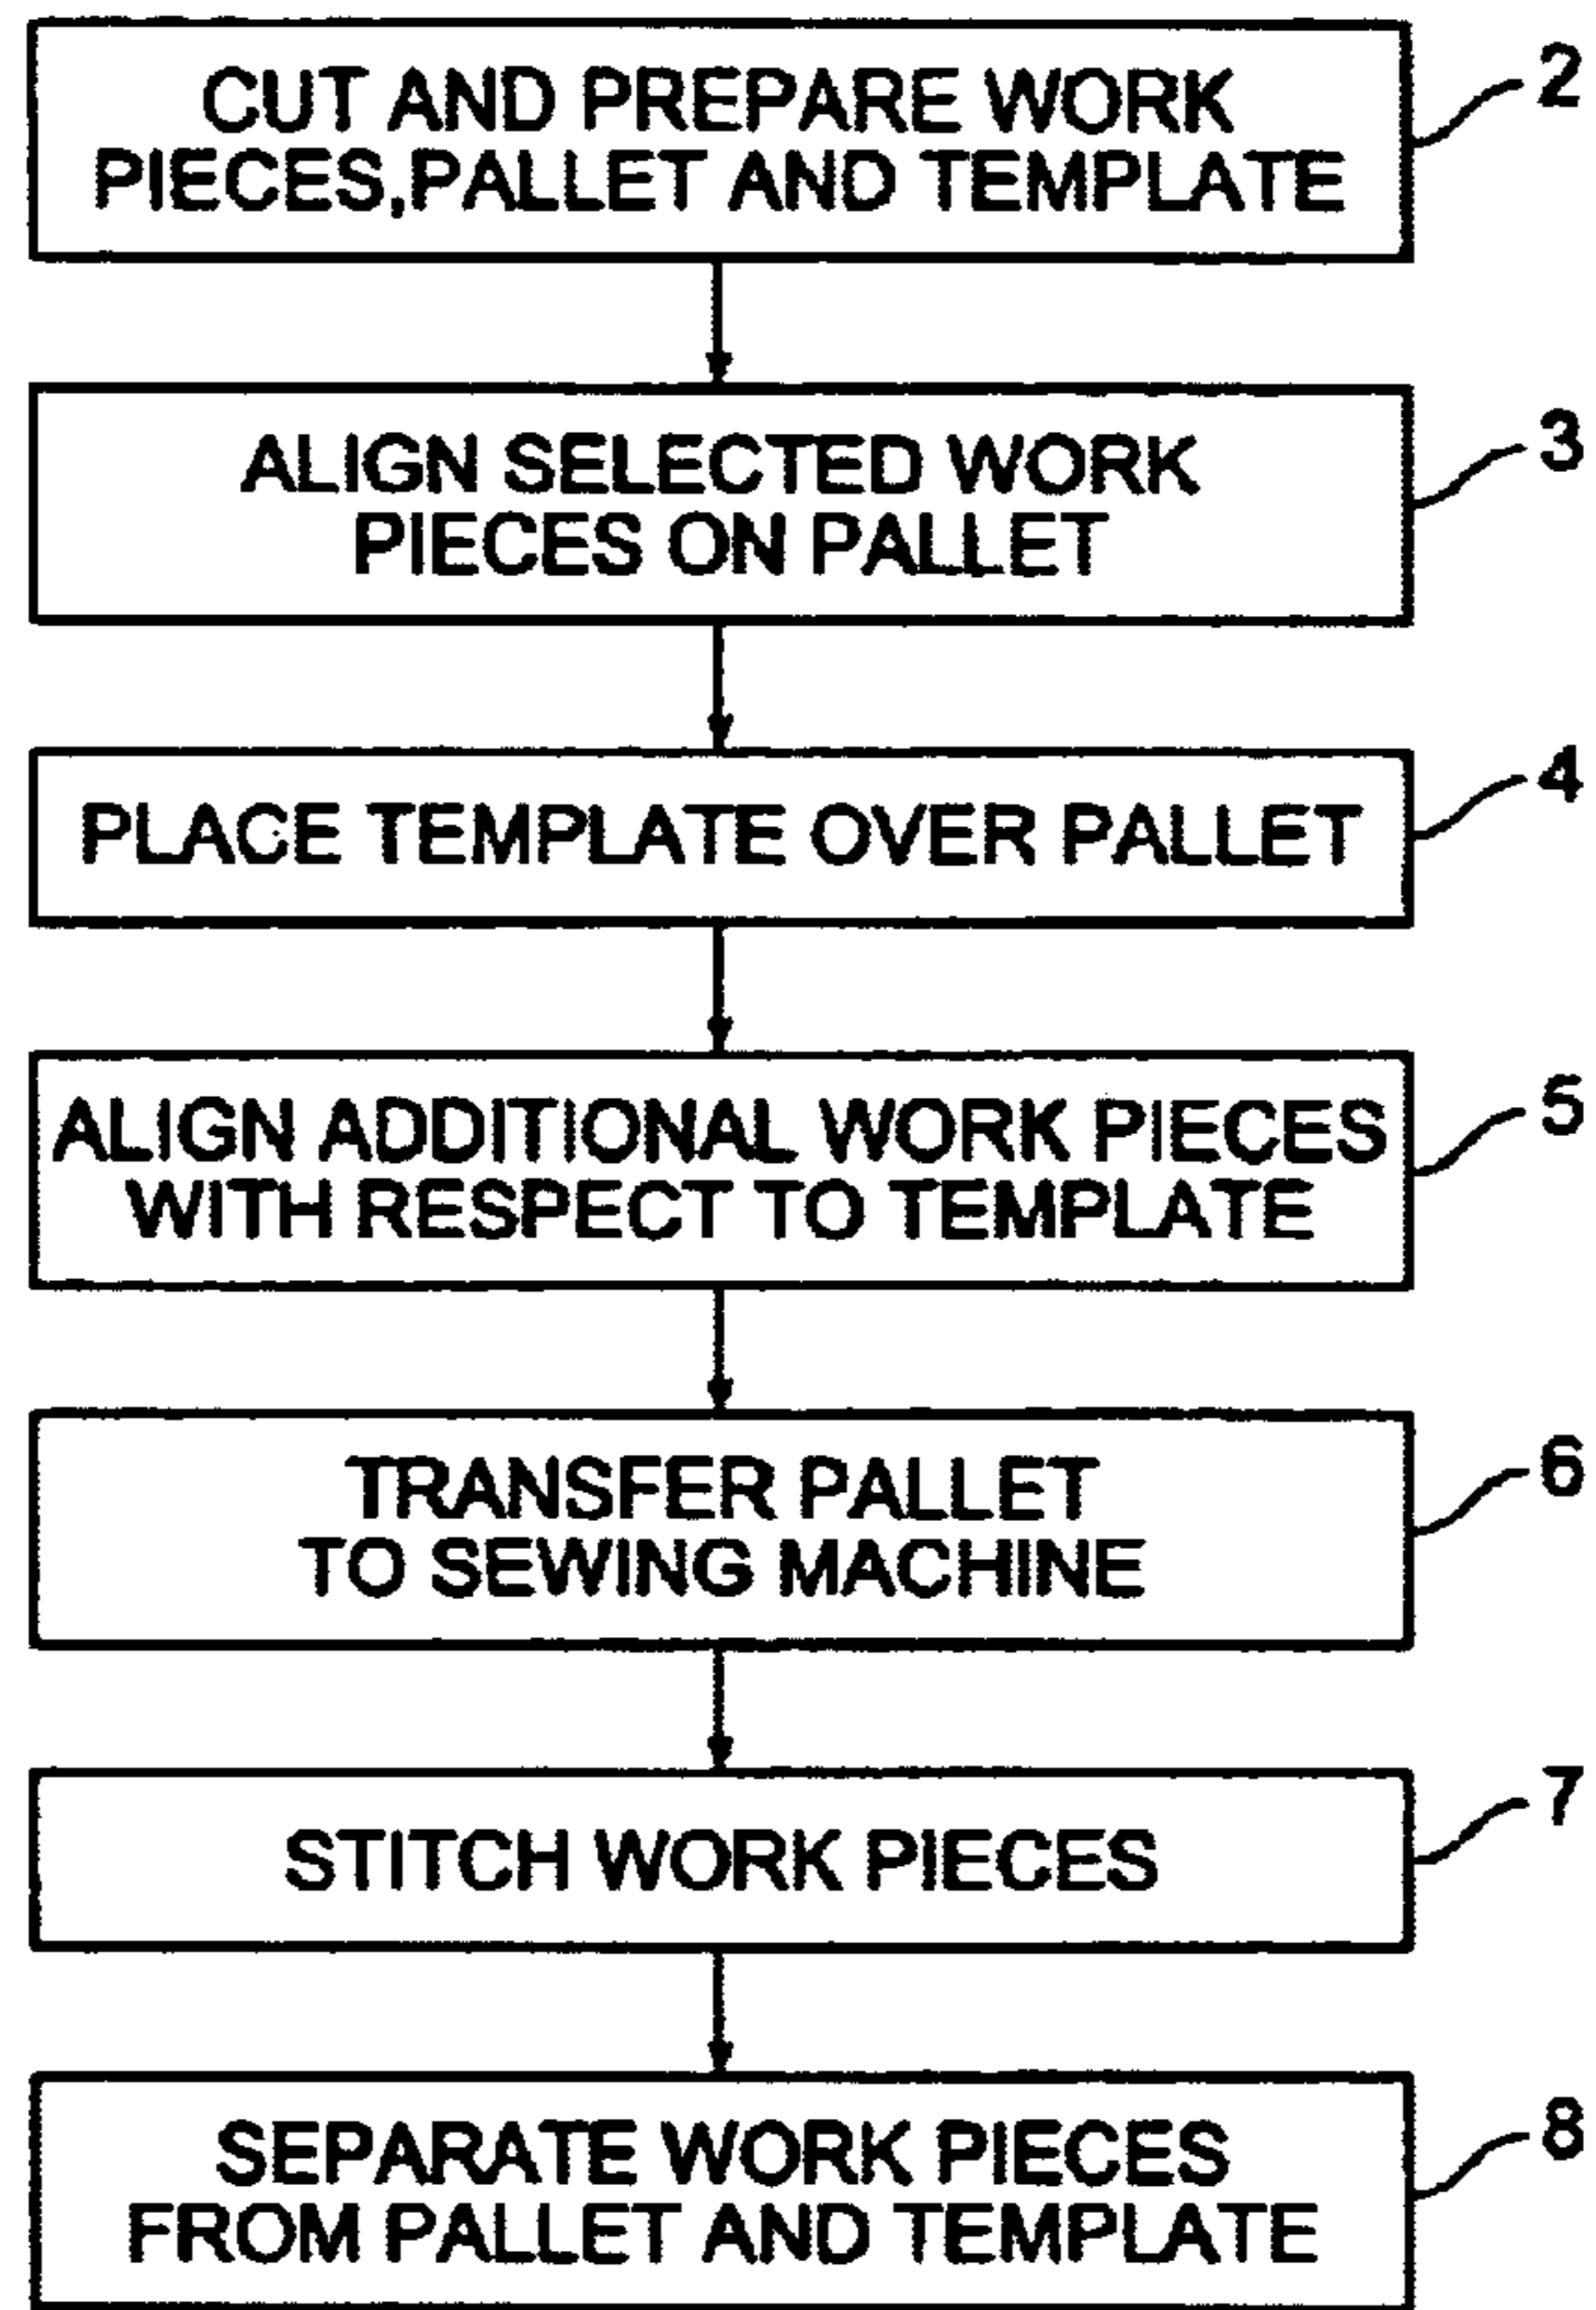 CUT AND PREPARE WORK
PIECES,PALLET AND TEMPLATE
2
ALIGN SELECTED WORK
PIECES ON PALLET
3
PLACE TEMPLATE OVER PALLET
4
ALIGN ADDITIONAL WORK PIECES
WITH RESPECT TO TEMPLATE
5
TRANSFER PALLET
TO SEWING MACHINE
6
STITCH WORK PIECES
7
SEPARATE WORK PIECES
FROM PALLET AND TEMPLATE
8